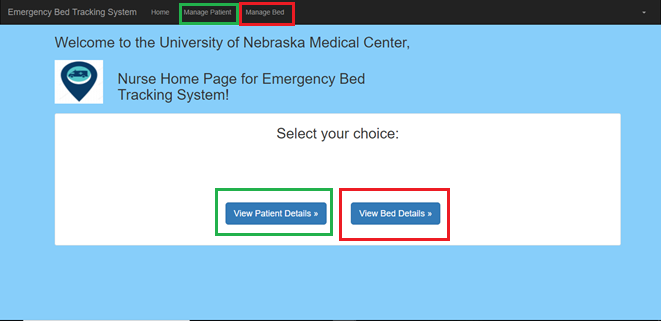 Emergency Bed Tracking System Home Manage Patient Manage Bed
Welcome to the University of Nebraska Medical Center,
Nurse Home Page for Emergency Bed
Tracking System!
Select your choice:
View Patient Details » View Bed Details »